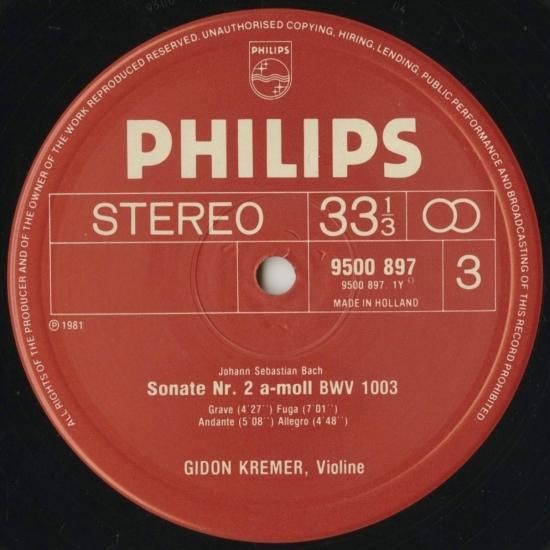 ALL RIGHTS OF THE PRODUCER AND OF THE OWNER OF THE WORK REPRODUCED RESERVED. UNAUTHORISED COPYING, HIRING, LENDING, PUBLIC PERFORMANCE AND BROADCASTING OF THIS RECORD PROHIBITED
PHILIPS
PHILIPS
STEREO 33 1/3
9500 897 3
9500 897. 1Y
MADE IN HOLLAND
℗ 1981
Johann Sebastian Bach
Sonate Nr. 2 a-moll BWV 1003
Grave (4'27'') Fuga (7'01'')
Andante (5'08'') Allegro (4'48'')
GIDON KREMER, Violine